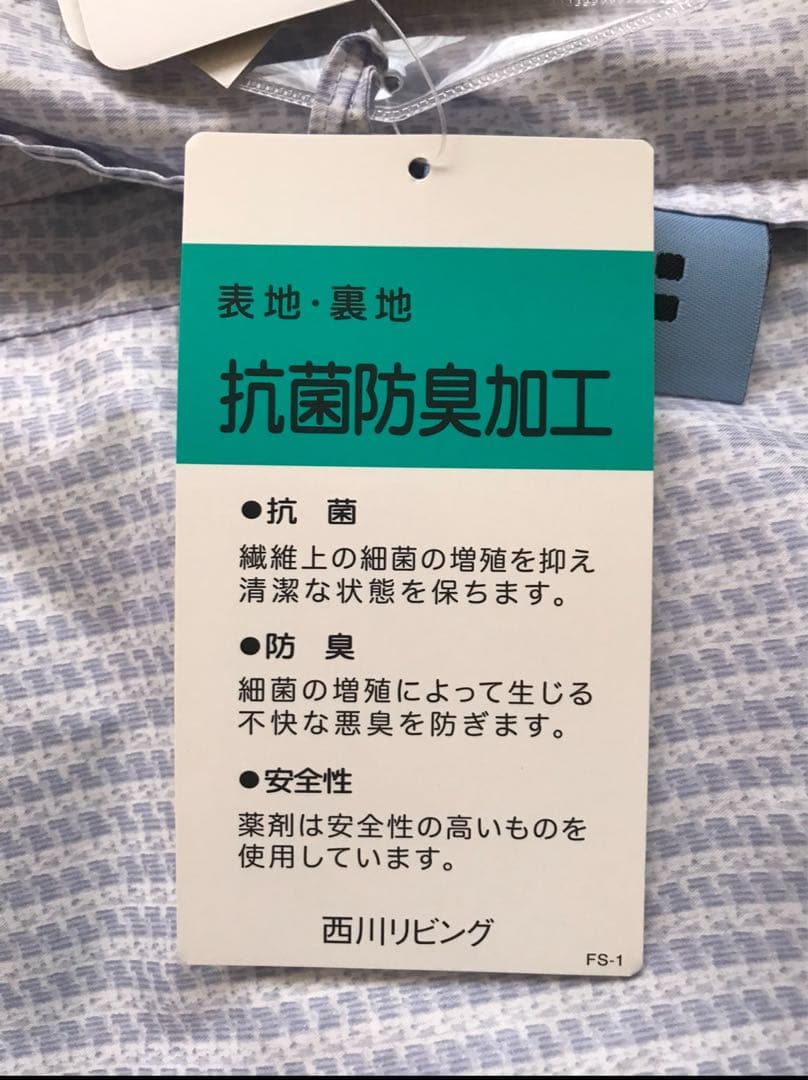 表地・裏地
抗菌防臭加工
●抗 菌
繊維上の細菌の増殖を抑え
清潔な状態を保ちます。
●防 臭
細菌の増殖によって生じる
不快な悪臭を防ぎます。
●安全性
薬剤は安全性の高いものを
使用しています。
西川リビング
FS-1